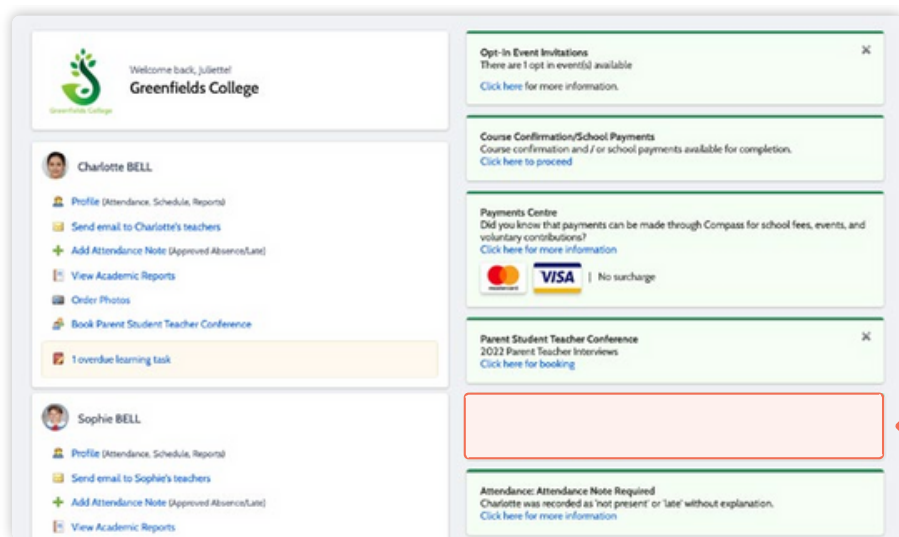 Welcome back, Juliette!
Greenfields College
Greenfields College
Charlotte BELL
Profile (Attendance, Schedule, Reports)
Send email to Charlotte's teachers
Add Attendance Note (Approved Absence/Late)
View Academic Reports
Order Photos
Book Parent Student Teacher Conference
1 overdue learning task
Sophie BELL
Profile (Attendance, Schedule, Reports)
Send email to Sophie's teachers
Add Attendance Note (Approved Absence/Late)
View Academic Reports
Opt-In Event Invitations
There are 1 opt in event(s) available
Click here for more information.
Course Confirmation/School Payments
Course confirmation and / or school payments available for completion.
Click here to proceed
Payments Centre
Did you know that payments can be made through Compass for school fees, events, and
voluntary contributions?
Click here for more information
mastercard VISA | No surcharge
Parent Student Teacher Conference
2022 Parent Teacher Interviews
Click here for booking
Attendance: Attendance Note Required
Charlotte was recorded as 'not present' or 'late' without explanation.
Click here for more information